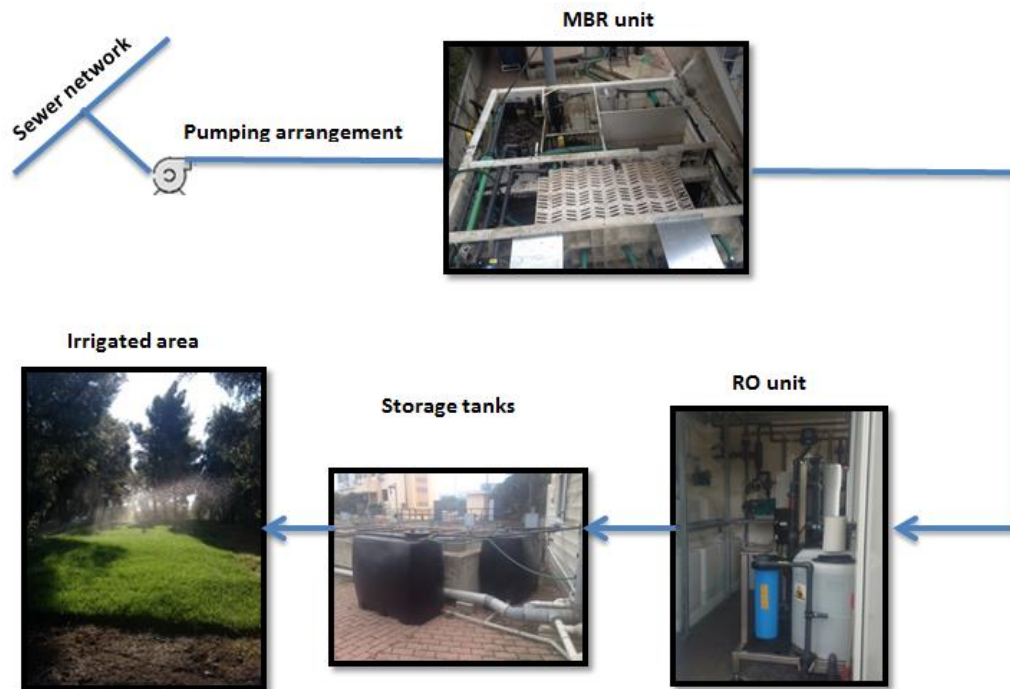 MBR unit
Sewer network
Pumping arrangement
Irrigated area
Storage tanks
RO unit